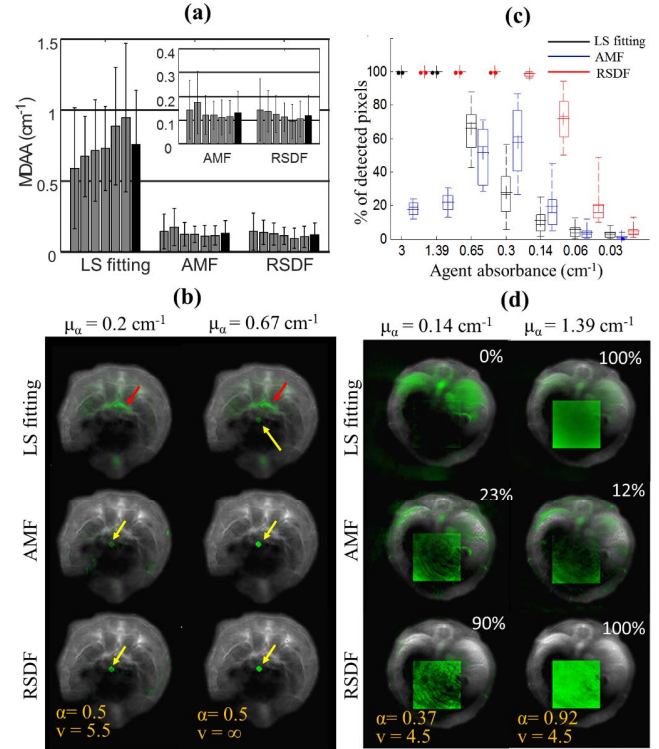 (a)
1.5
1
0.5
0
MDAA (cm⁻¹)
0.4
0.3
0.2
0.1
0
AMF RSDF
LS fitting AMF RSDF
(c)
LS fitting
AMF
RSDF
100
80
60
40
20
0
% of detected pixels
3 1.39 0.65 0.3 0.14 0.06 0.03
Agent absorbance (cm⁻¹)
(b)
μα = 0.2 cm⁻¹ μα = 0.67 cm⁻¹
LS fitting
AMF
RSDF
α= 0.5
v = 5.5
α= 0.5
v = ∞
(d)
μα = 0.14 cm⁻¹ μα = 1.39 cm⁻¹
LS fitting
0% 100%
AMF
23% 12%
RSDF
90% 100%
α= 0.37
v = 4.5
α= 0.92
v = 4.5